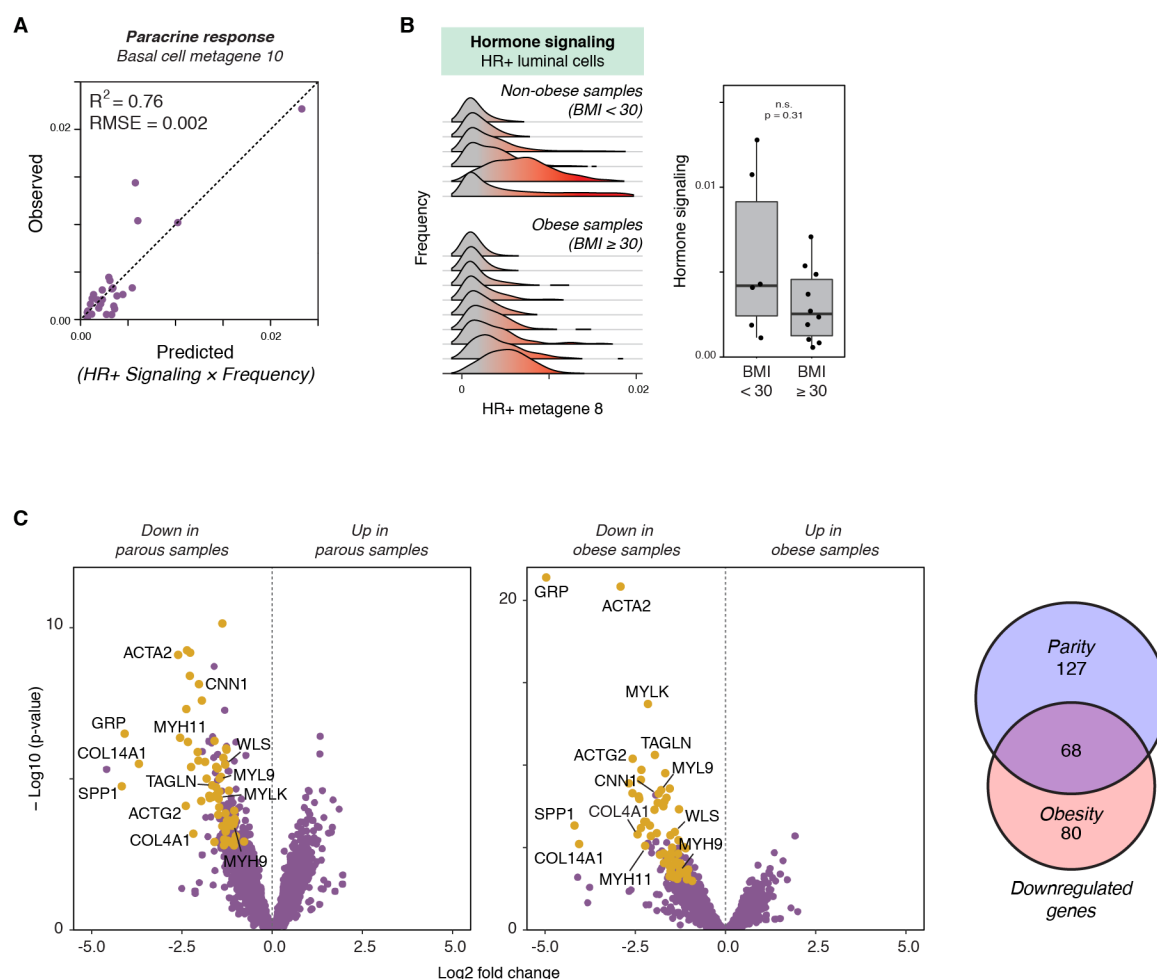 A
Paracrine response
Basal cell metagene 10
R2 = 0.76
RMSE = 0.002
0.02
Observed
0.00
0.00
0.02
Predicted
(HR+ Signaling × Frequency)
B
Hormone signaling
HR+ luminal cells
Non-obese samples
(BMI < 30)
Frequency
Obese samples
(BMI ≥ 30)
0
0.02
HR+ metagene 8
n.s.
p = 0.31
Hormone signaling
0.01
0.00
BMI
< 30
BMI
≥ 30
C
Down in
parous samples
Up in
parous samples
10
– Log10 (p-value)
ACTA2
CNN1
GRP
MYH11
COL14A1
WLS
TAGLN
MYL9
SPP1
MYLK
ACTG2
COL4A1
MYH9
0
-5.0
-2.5
0.0
2.5
5.0
Down in
obese samples
Up in
obese samples
20
GRP
ACTA2
MYLK
ACTG2
TAGLN
CNN1
MYL9
SPP1
COL4A1
WLS
COL14A1
MYH9
MYH11
0
-5.0
-2.5
0.0
2.5
5.0
Log2 fold change
Parity
127
68
Obesity
80
Downregulated
genes